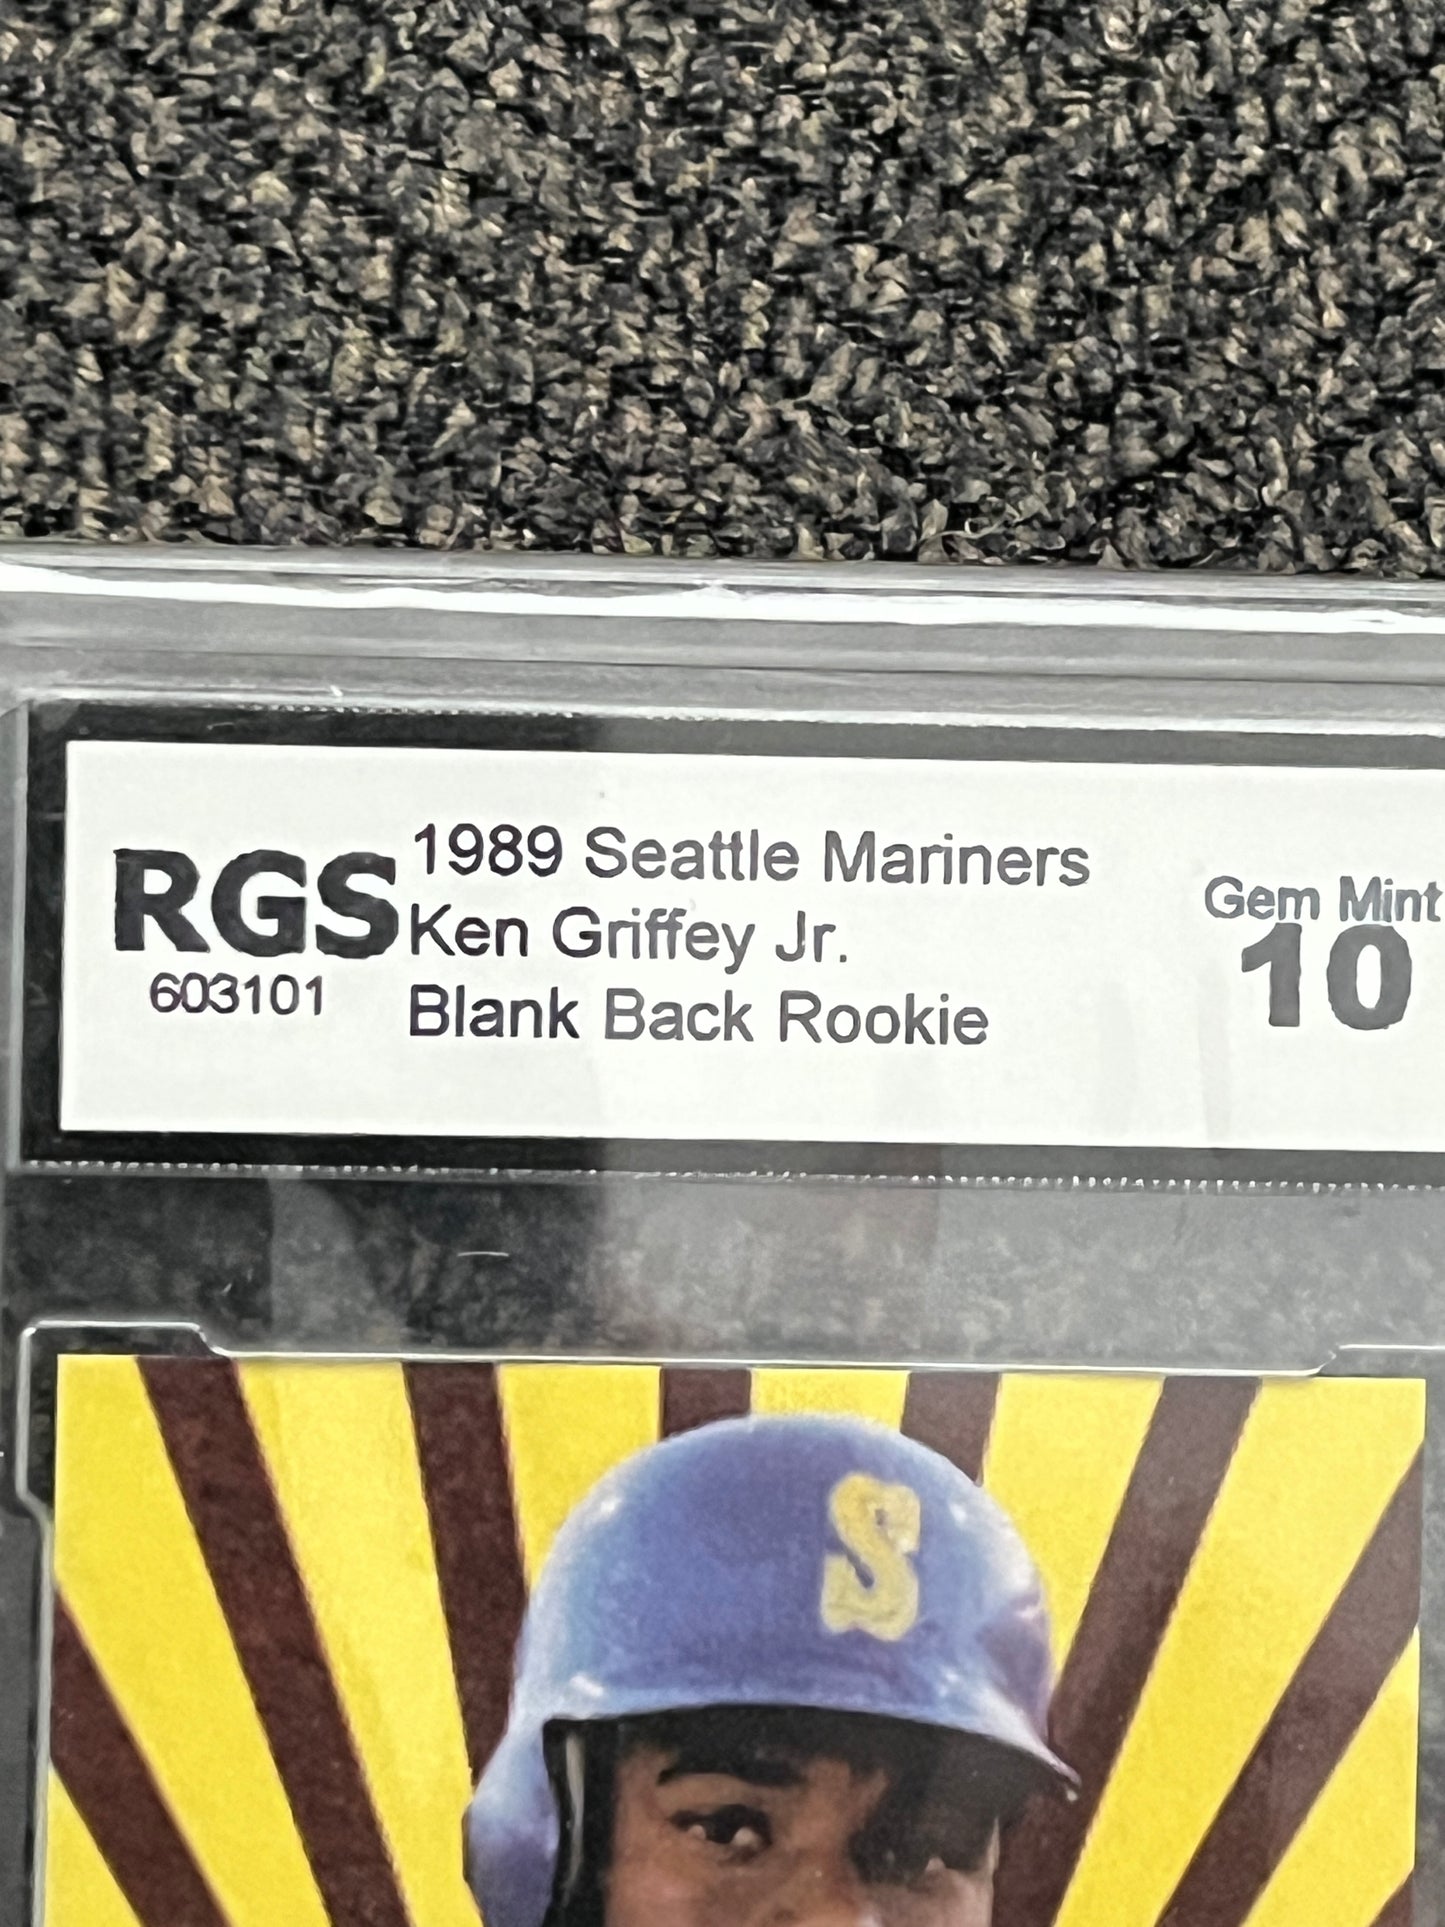 RGS
603101
1989 Seattle Mariners
Ken Griffey Jr.
Blank Back Rookie
Gem Mint
10
S